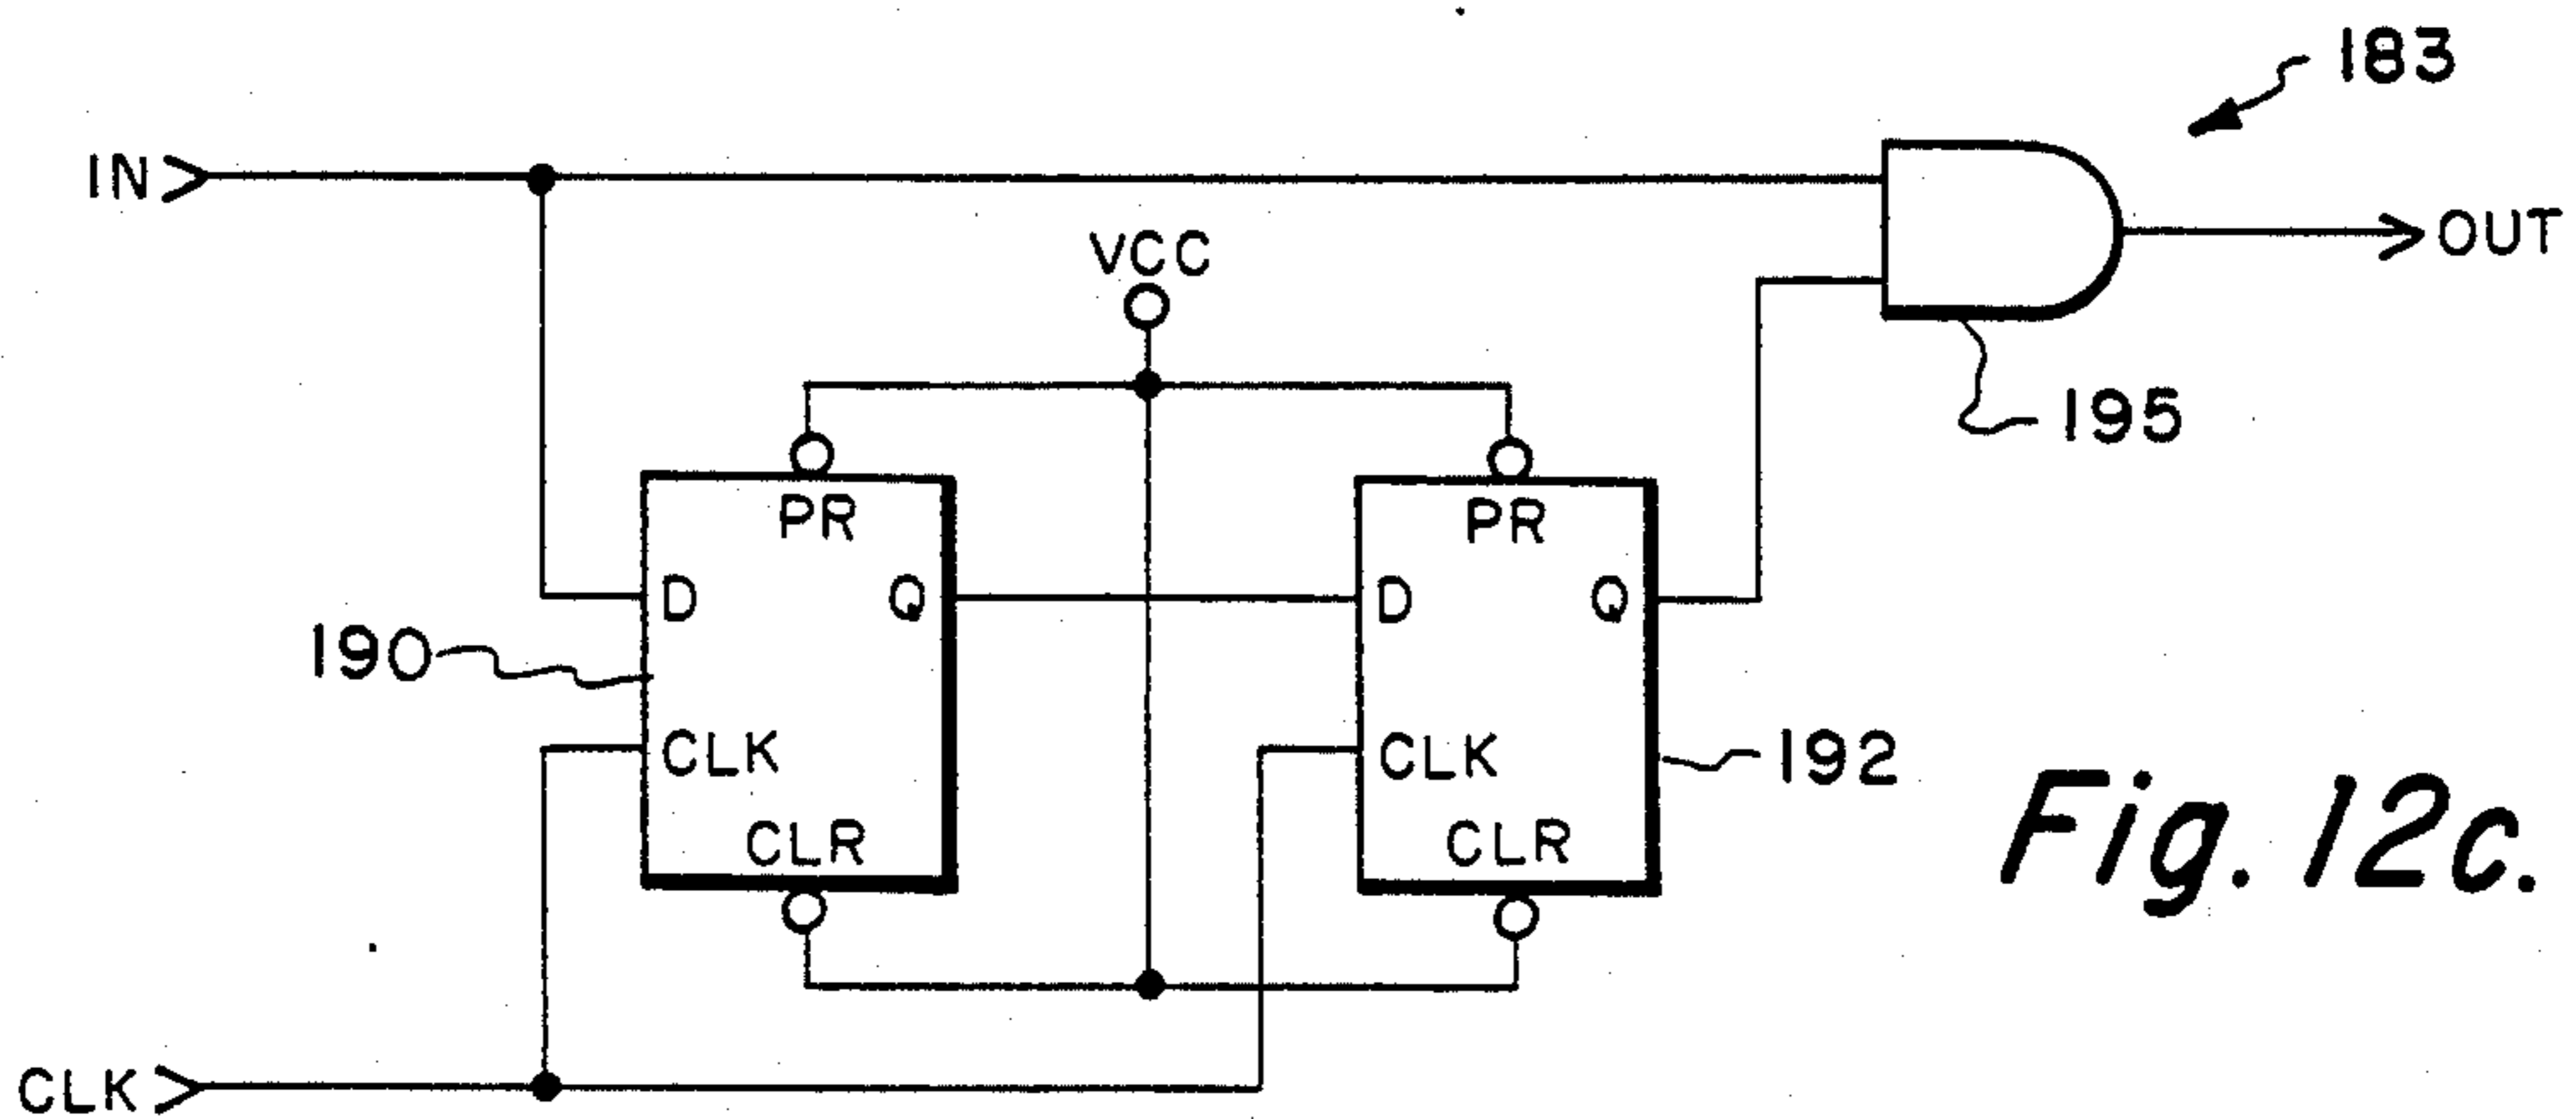 183
IN
OUT
VCC
195
PR
PR
D
Q
D
Q
190
CLK
CLK
192
CLR
CLR
Fig. 12c.
CLK